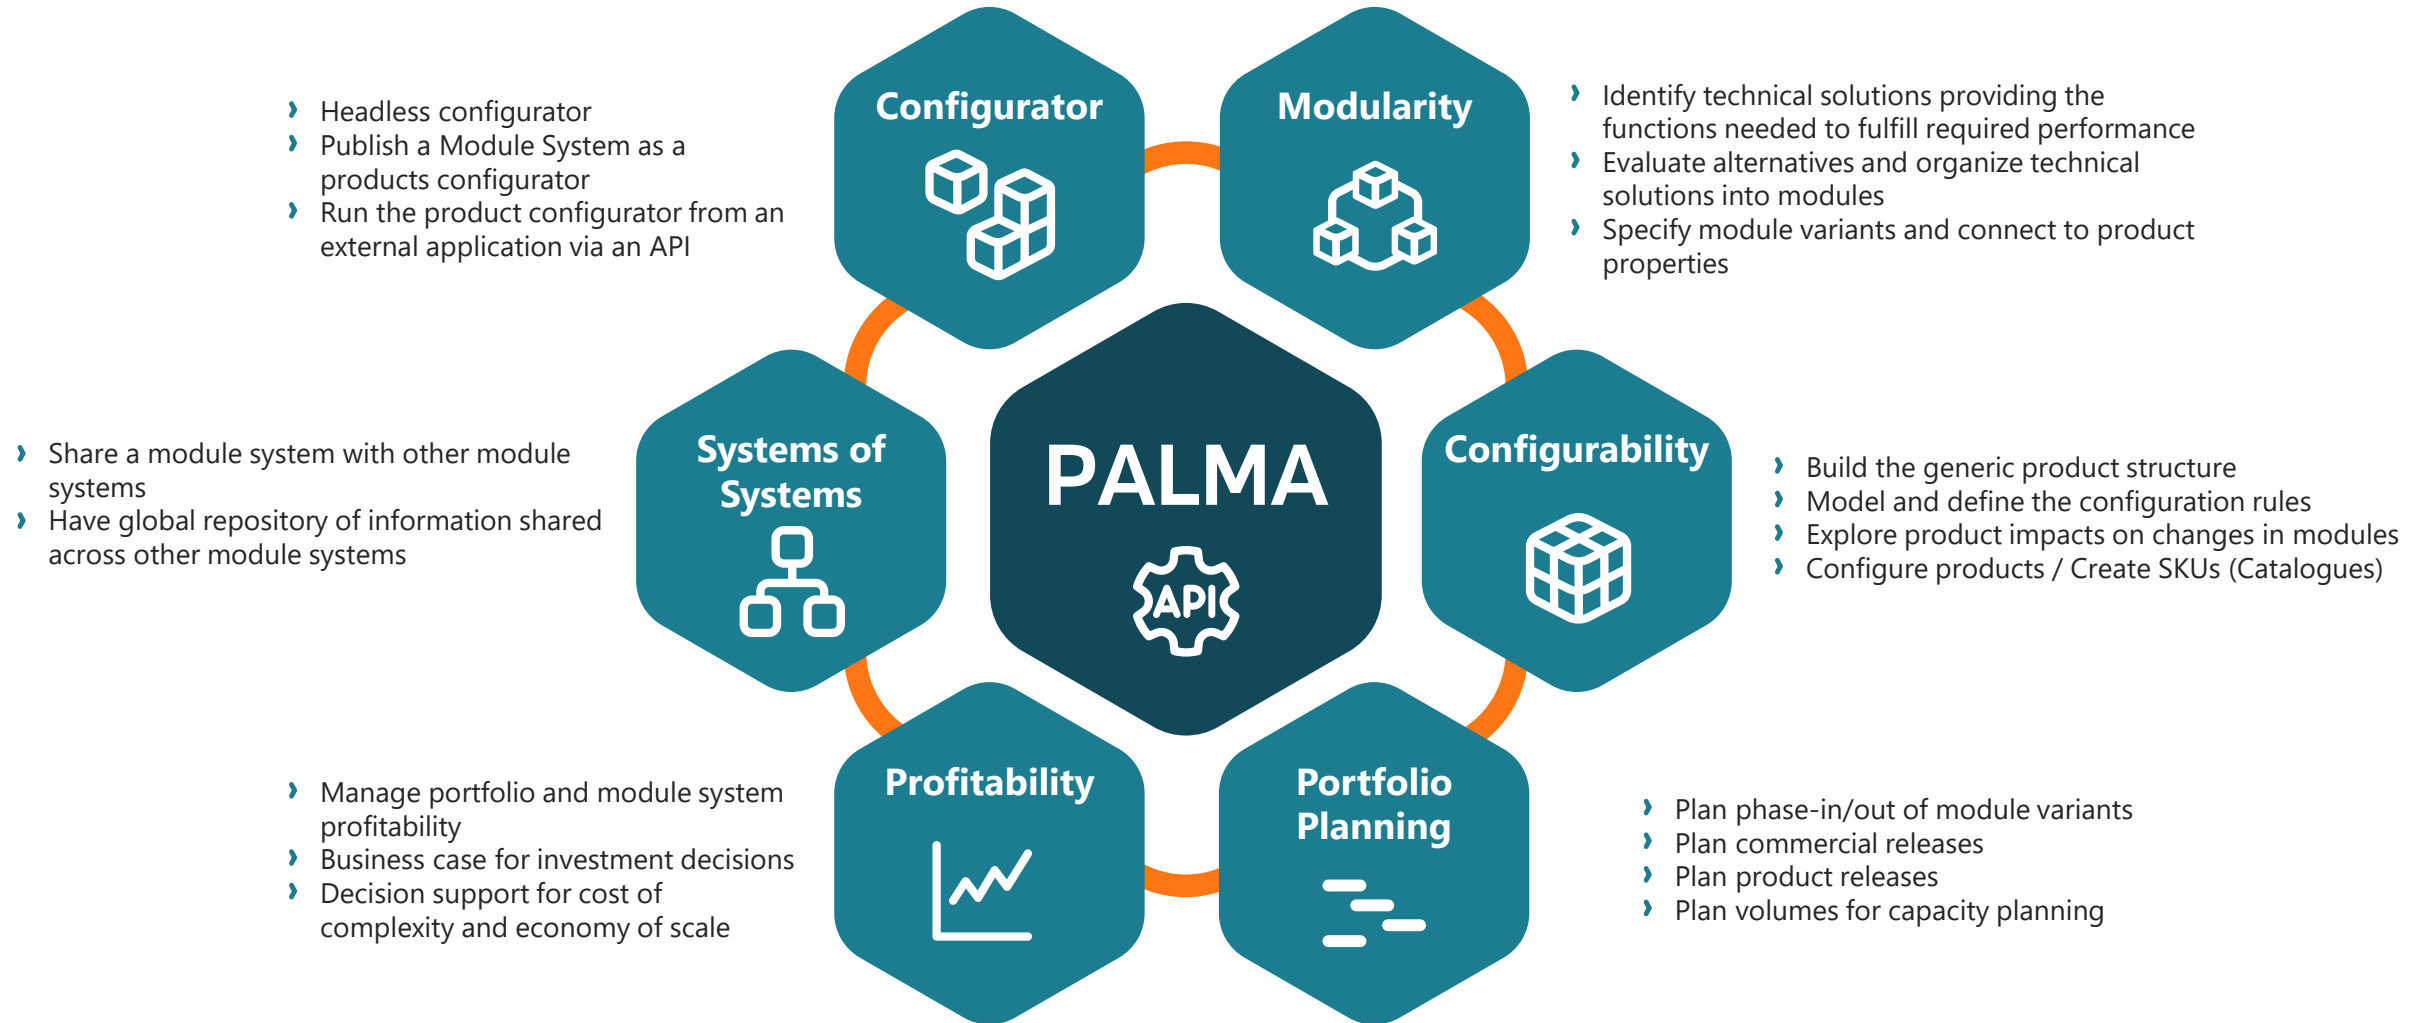 Configurator
Headless configurator
Publish a Module System as a
products configurator
Run the product configurator from an
external application via an API
Modularity
Identify technical solutions providing the
functions needed to fulfill required performance
Evaluate alternatives and organize technical
solutions into modules
Specify module variants and connect to product
properties
Systems of
Systems
Share a module system with other module
systems
Have global repository of information shared
across other module systems
PALMA
API
Configurability
Build the generic product structure
Model and define the configuration rules
Explore product impacts on changes in modules
Configure products / Create SKUs (Catalogues)
Profitability
Manage portfolio and module system
profitability
Business case for investment decisions
Decision support for cost of
complexity and economy of scale
Portfolio
Planning
Plan phase-in/out of module variants
Plan commercial releases
Plan product releases
Plan volumes for capacity planning